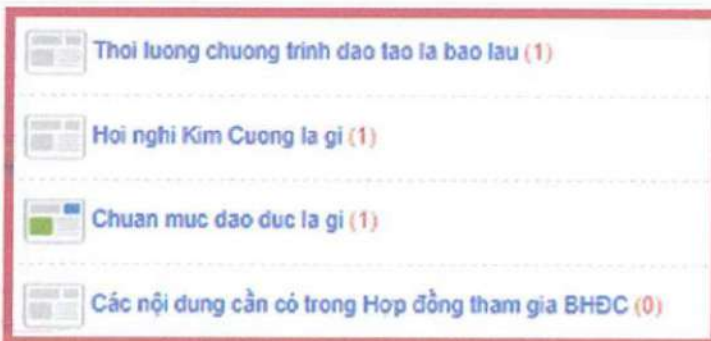 Thoi luong chuong trinh dao tao la bao lau (1)
Hoi nghi Kim Cuong la gi (1)
Chuan muc dao duc la gi (1)
Các nội dung cần có trong Hợp đồng tham gia BHĐC (0)